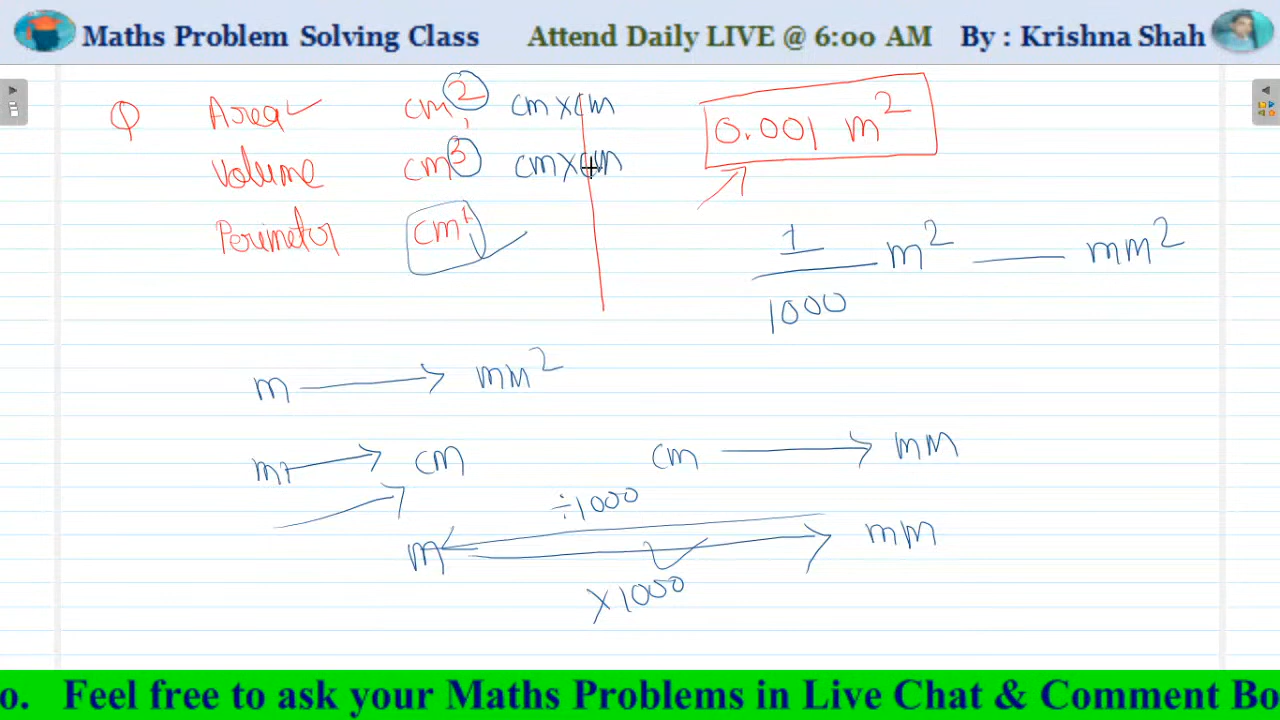 Maths Problem Solving Class Attend Daily LIVE @ 6:00 AM By : Krishna Shah
Q Area cm² cm×cm
Volume cm³ cm×cm
Perimetor cm¹
0.001 m²
1/1000 m² — mm²
m → mm²
m → cm
cm → mm
÷1000
m mm
×1000
o. Feel free to ask your Maths Problems in Live Chat & Comment Bo